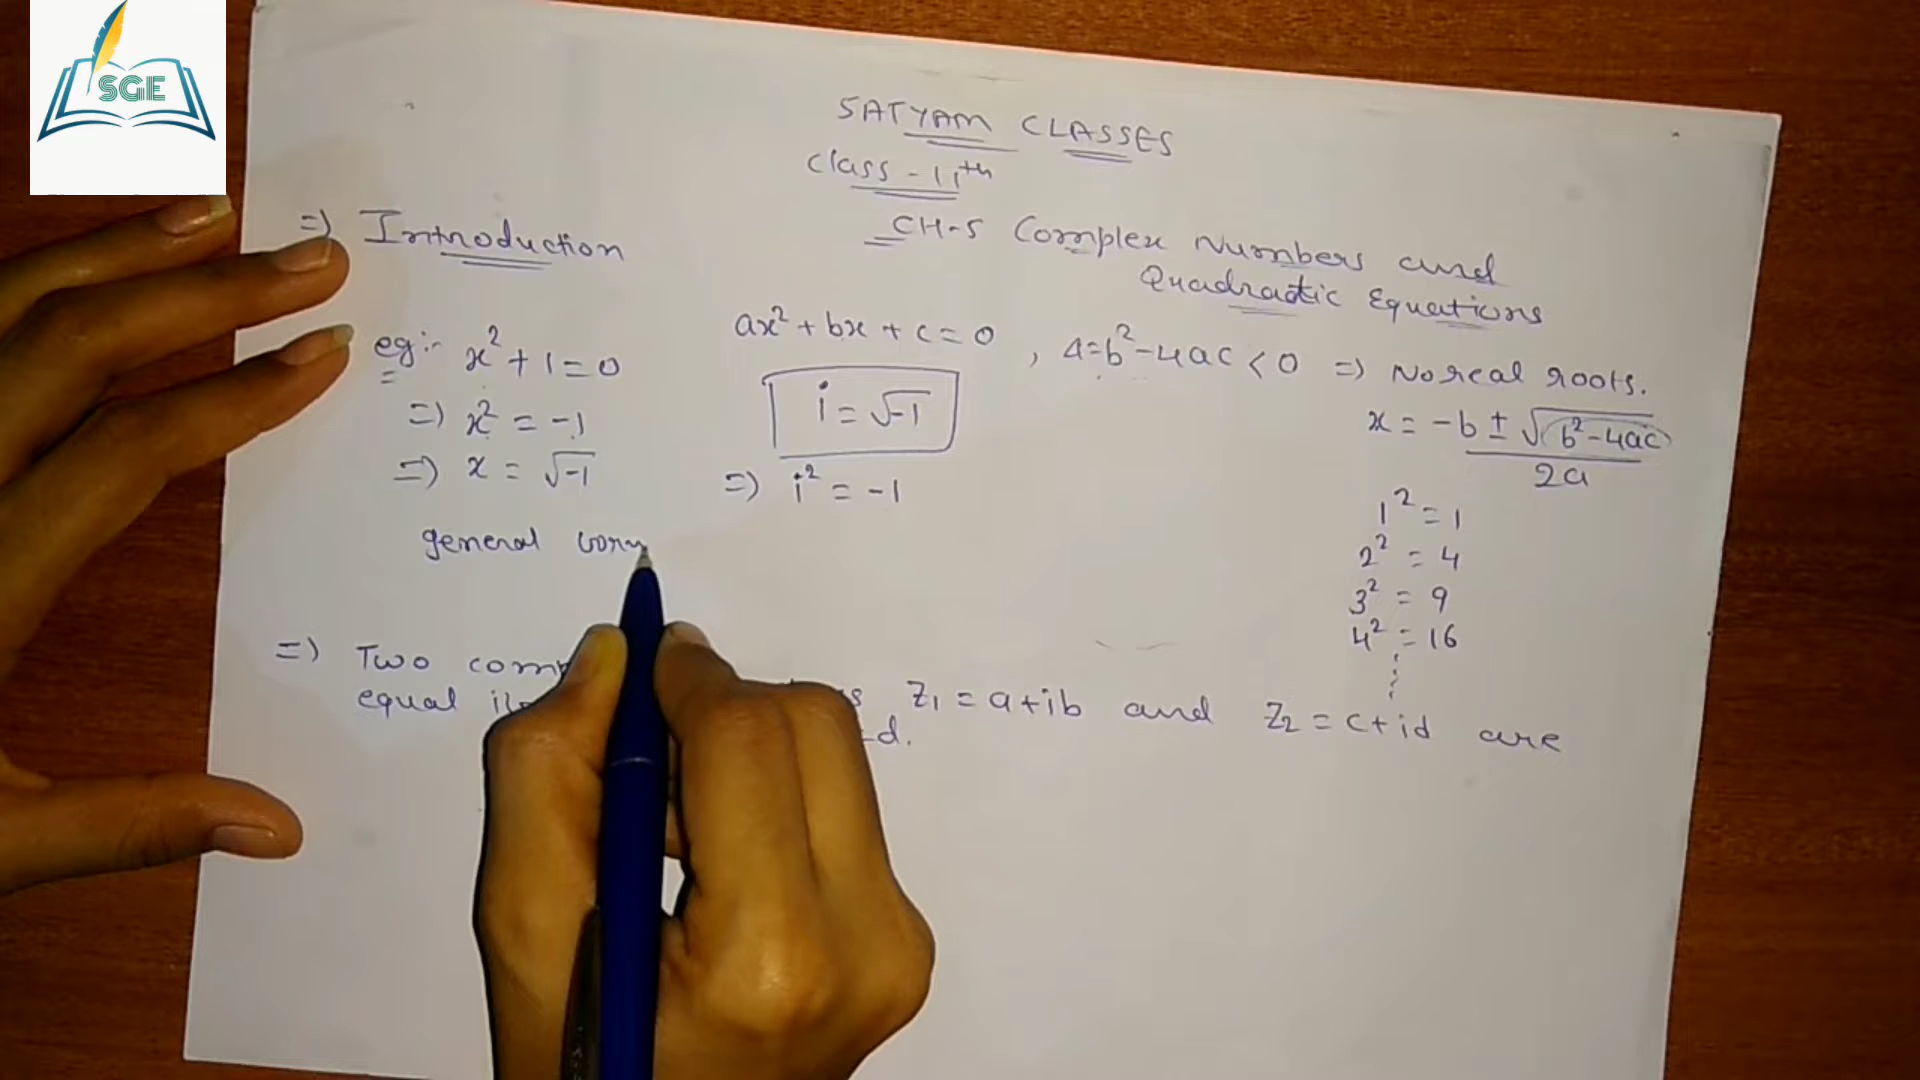 SGE
SATYAM CLASSES
Class - 11th
=> Introduction
CH-5 Complex Numbers and
Quadratic Equations
eg:- x² + 1 = 0
=> x² = -1
=> x = √-1
ax² + bx + c = 0 , Δ = b² - 4ac < 0 => No real roots.
i = √-1
=> i² = -1
x = -b ± √b² - 4ac
2a
1² = 1
2² = 4
3² = 9
4² = 16
general
=> Two
equal
Z₁ = a + ib and Z₂ = c + id are
d.